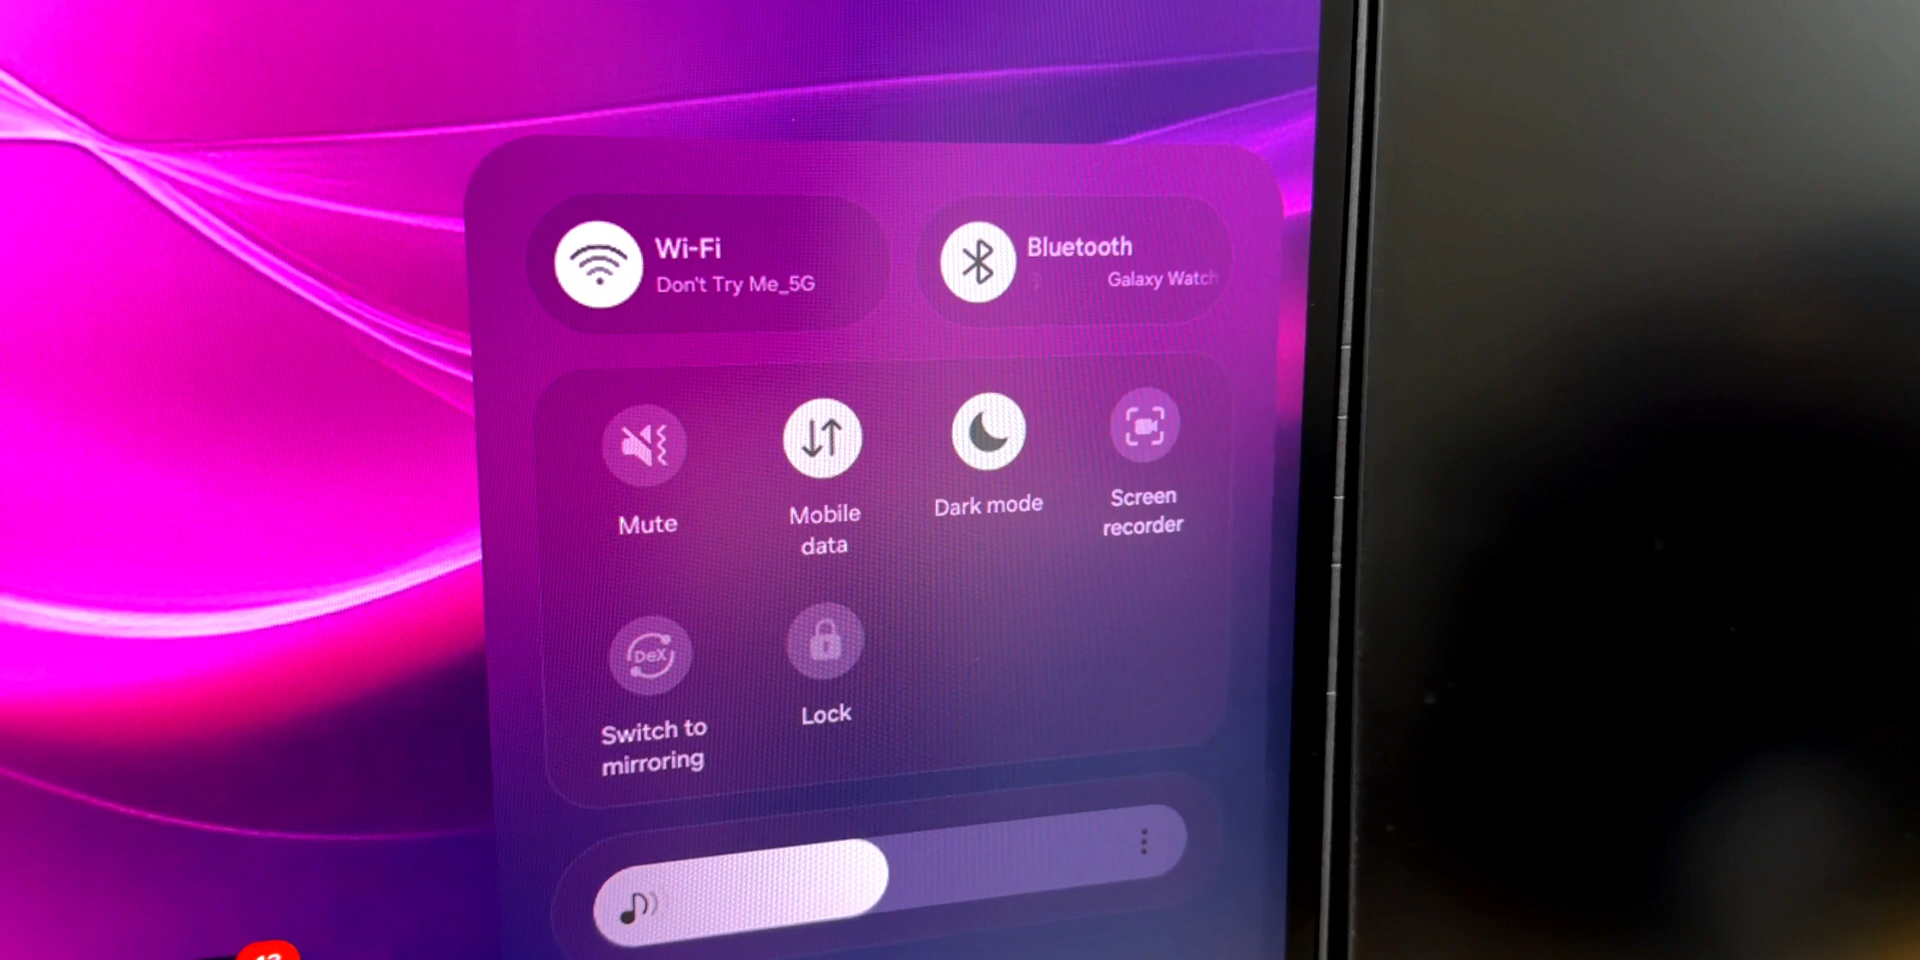 Wi-Fi
Don't Try Me_5G
Bluetooth
Galaxy Watch
Mute
Mobile
data
Dark mode
Screen
recorder
DeX
Switch to
mirroring
Lock